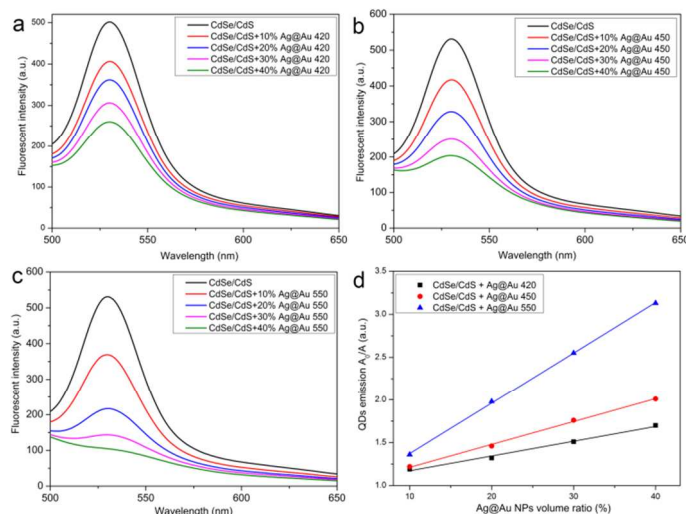 a
CdSe/CdS
CdSe/CdS+10% Ag@Au 420
CdSe/CdS+20% Ag@Au 420
CdSe/CdS+30% Ag@Au 420
CdSe/CdS+40% Ag@Au 420
Fluorescent intensity (a.u.)
500
400
300
200
100
0
500
550
600
650
Wavelength (nm)
b
CdSe/CdS
CdSe/CdS+10% Ag@Au 450
CdSe/CdS+20% Ag@Au 450
CdSe/CdS+30% Ag@Au 450
CdSe/CdS+40% Ag@Au 450
Fluorescent intensity (a.u.)
600
500
400
300
200
100
0
500
550
600
650
Wavelength (nm)
c
CdSe/CdS
CdSe/CdS+10% Ag@Au 550
CdSe/CdS+20% Ag@Au 550
CdSe/CdS+30% Ag@Au 550
CdSe/CdS+40% Ag@Au 550
Fluorescent intensity (a.u.)
600
500
400
300
200
100
0
500
550
600
650
Wavelength (nm)
d
CdSe/CdS + Ag@Au 420
CdSe/CdS + Ag@Au 450
CdSe/CdS + Ag@Au 550
QDs emission A₀/A
3.5
3.0
2.5
2.0
1.5
1.0
10
20
30
40
Ag@Au NPs volume ratio (%)